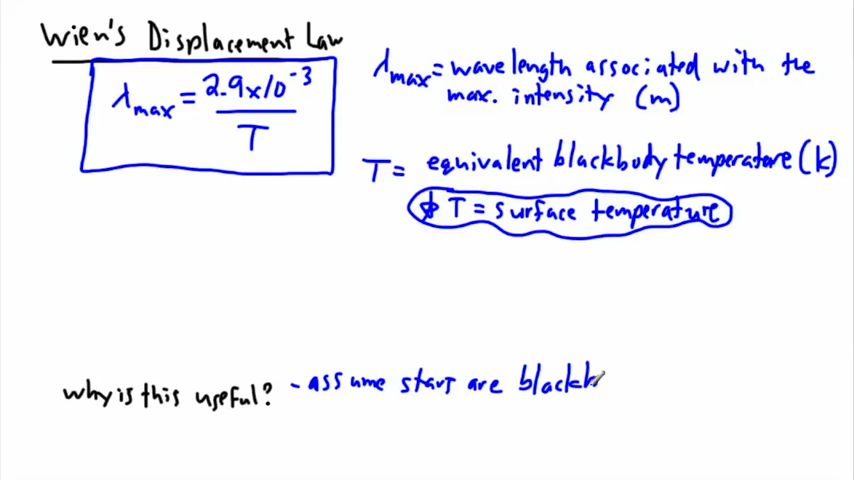 Wien's Displacement Law
λmax = 2.9x10⁻³ / T
λmax = wavelength associated with the
max. intensity (m)
T = equivalent blackbody temperature (k)
* T = surface temperature
why is this useful? - assume stars are blackb